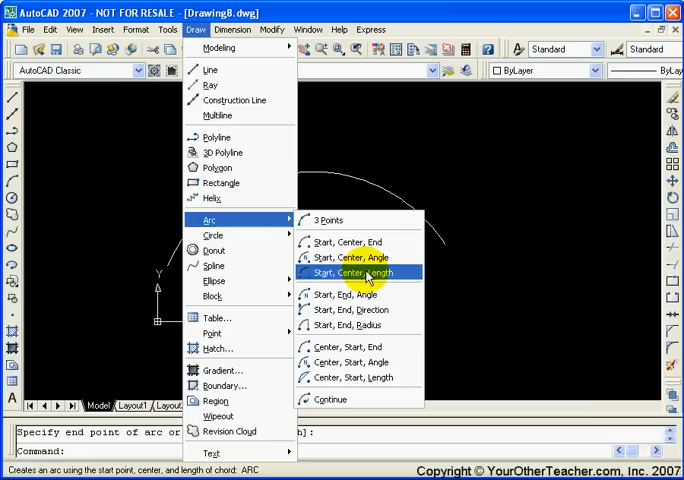 AutoCAD 2007 - NOT FOR RESALE - [Drawing8.dwg]
File Edit View Insert Format Tools Draw Dimension Modify Window Help Express
Standard Standard
AutoCAD Classic ByLayer ByLayer
Modeling
Line
Ray
Construction Line
Multiline
Polyline
3D Polyline
Polygon
Rectangle
Helix
Arc
Circle
Donut
Spline
Ellipse
Block
Table...
Point
Hatch...
Gradient...
Boundary...
Region
Wipeout
Revision Cloud
Text
3 Points
Start, Center, End
Start, Center, Angle
Start, Center, Length
Start, End, Angle
Start, End, Direction
Start, End, Radius
Center, Start, End
Center, Start, Angle
Center, Start, Length
Continue
Y
A
Model Layout1
Specify end point of arc or h]:
Command:
Creates an arc using the start point, center, and length of chord: ARC
Copyright © YourOtherTeacher.com, Inc. 2007